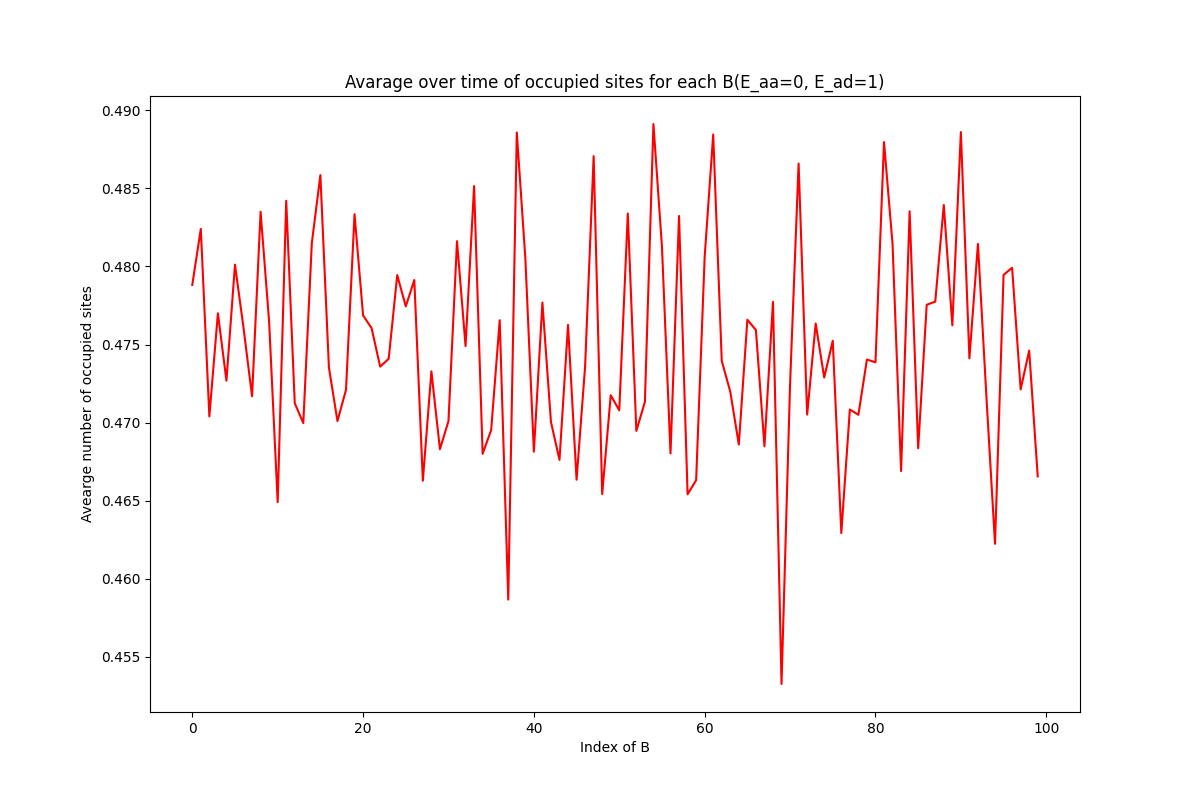 Avarage over time of occupied sites for each B(E_aa=0, E_ad=1)
0.490
0.485
0.480
0.475
0.470
0.465
0.460
0.455
Avearge number of occupied sites
0 20 40 60 80 100
Index of B